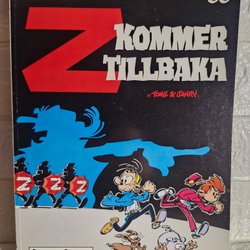 Z KOMMER
TILLBAKA
TOME & JANRY
Z Z Z